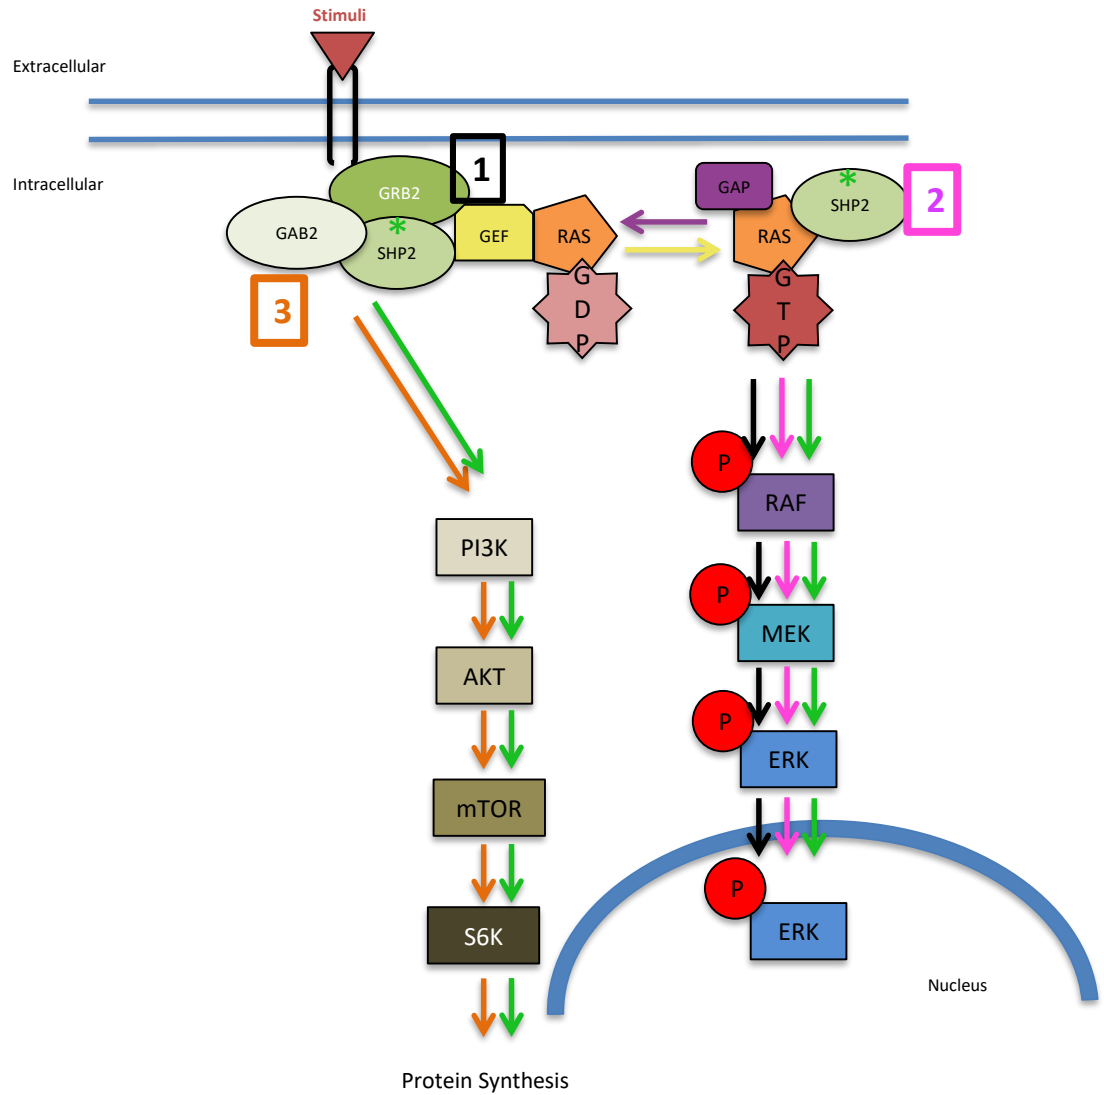 Stimuli
Extracellular
Intracellular
GRB2
1
GAB2
*
SHP2
GEF
RAS
G
D
P
3
GAP
*
SHP2
2
RAS
G
T
P
P
RAF
PI3K
P
MEK
AKT
P
ERK
mTOR
P
ERK
S6K
Nucleus
Protein Synthesis